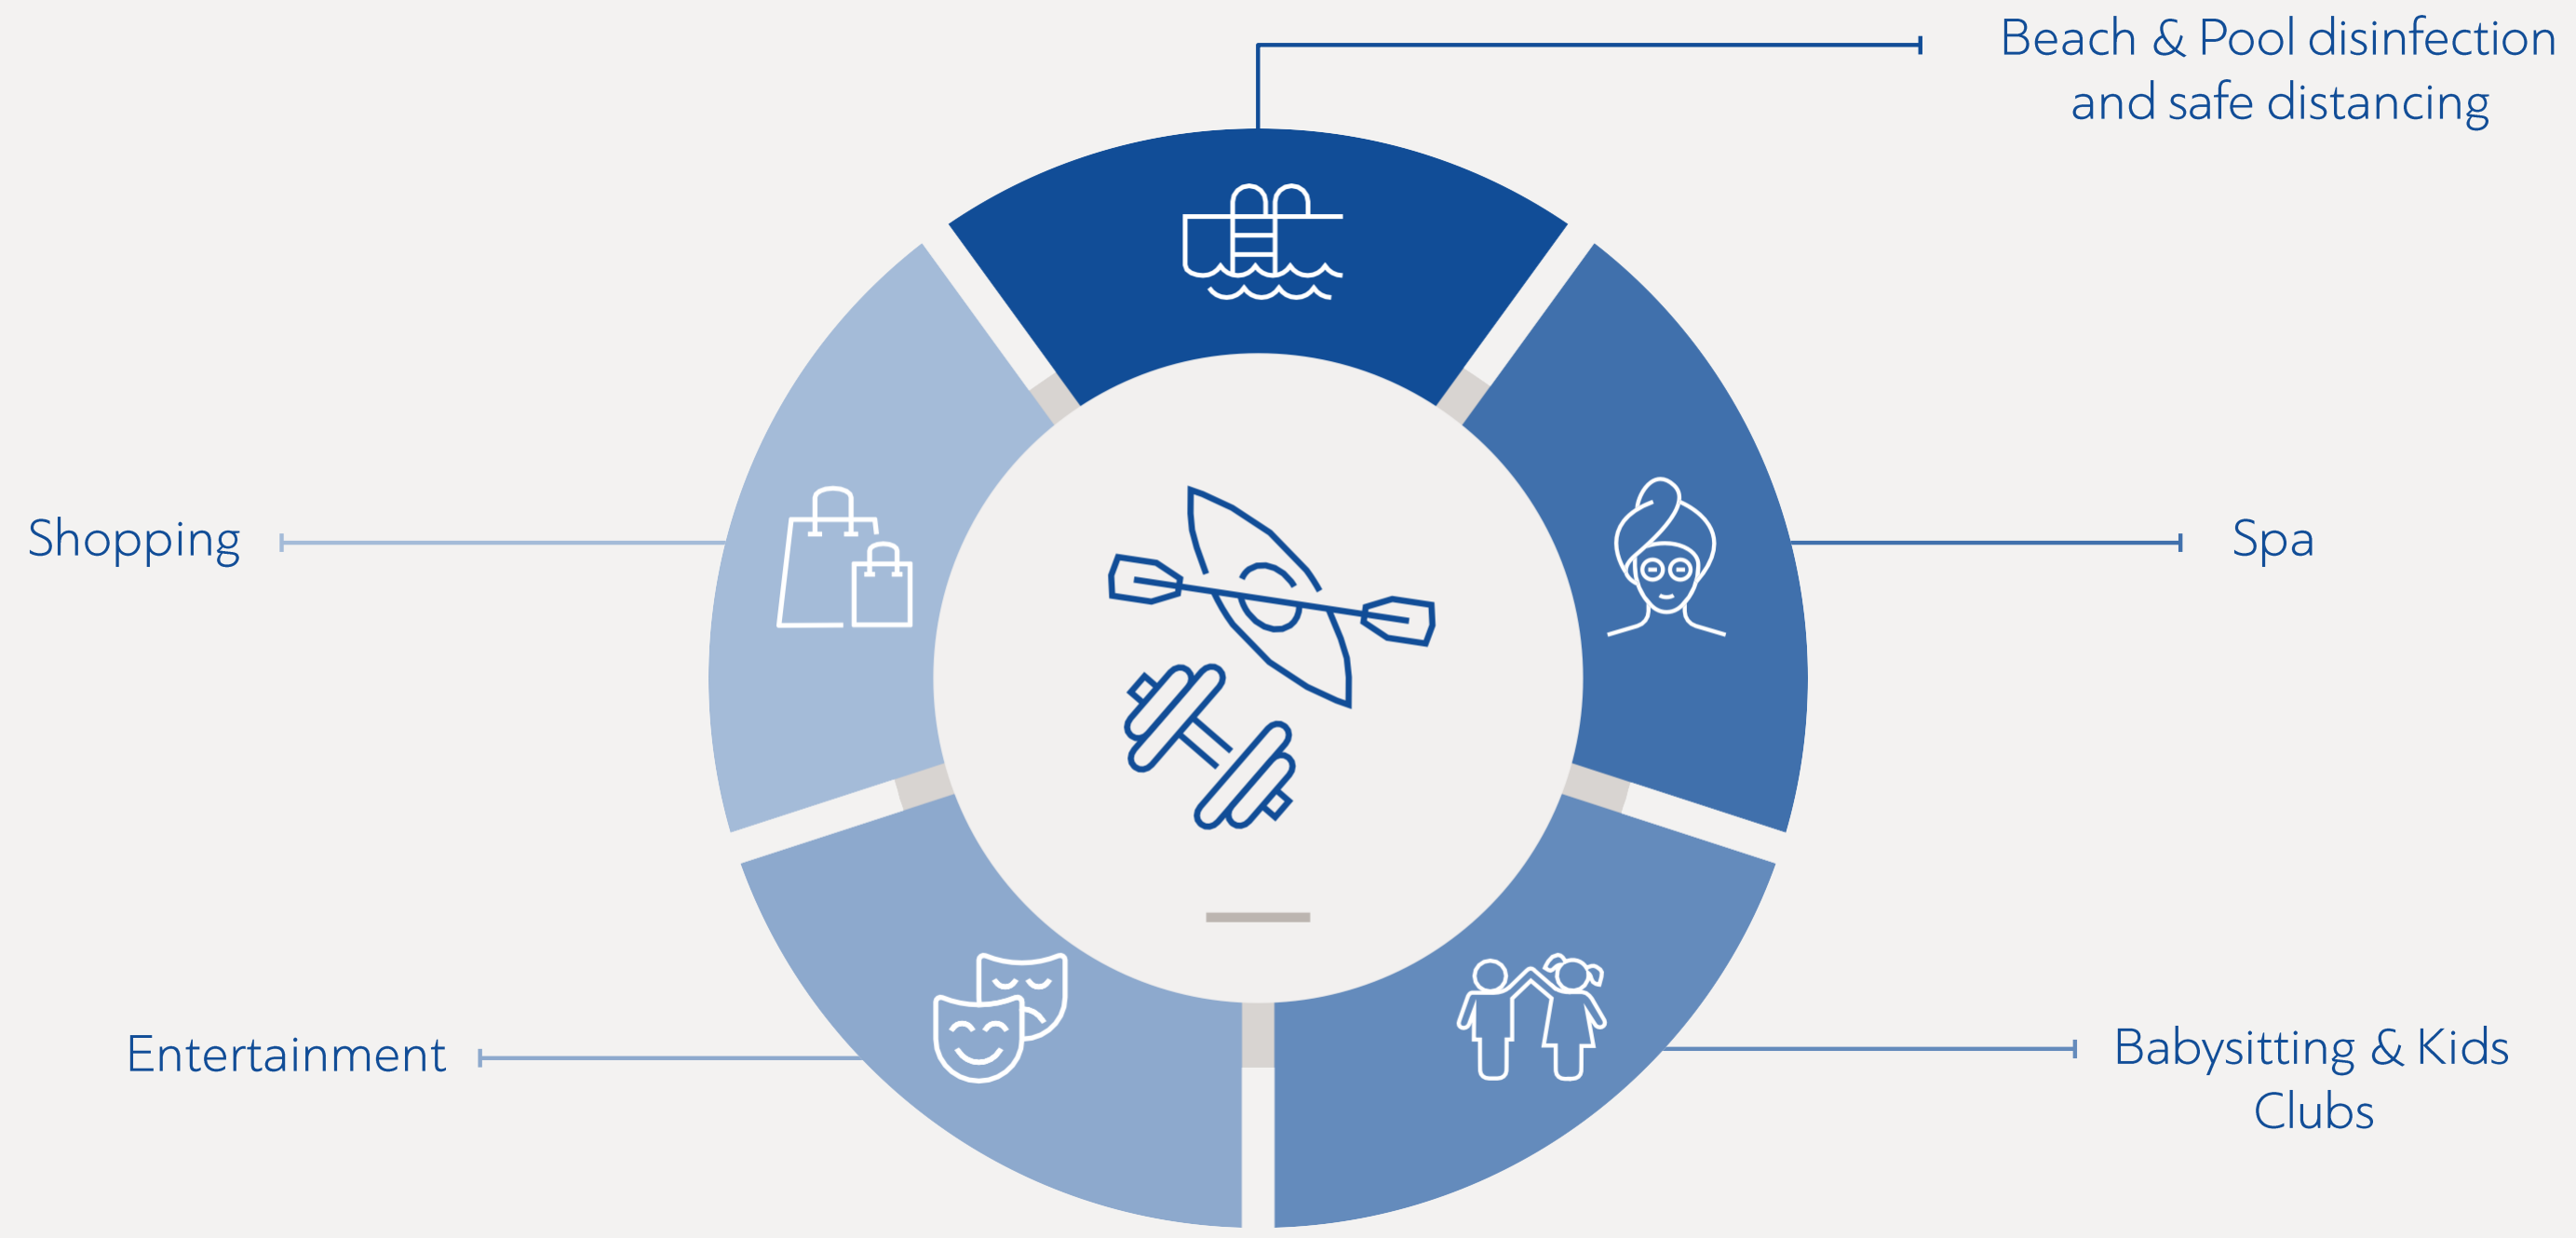 Beach & Pool disinfection
and safe distancing
Shopping
Spa
Entertainment
Babysitting & Kids
Clubs